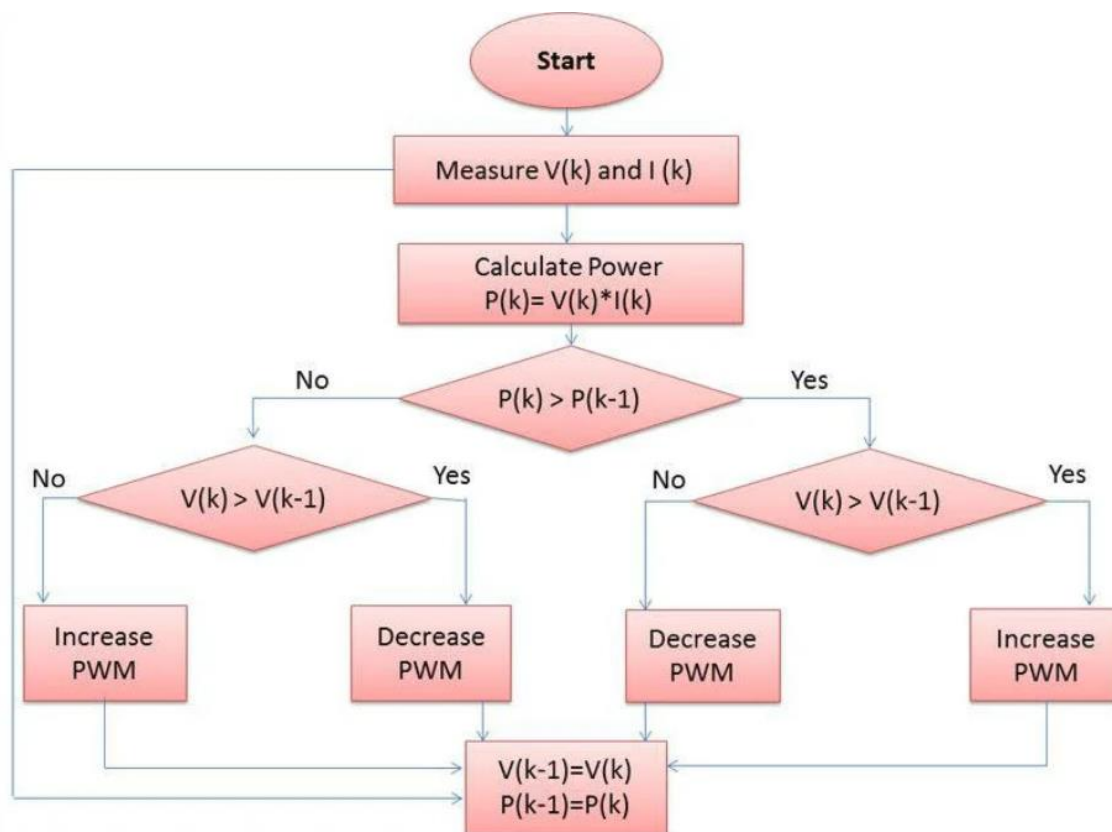 Start
Measure V(k) and I (k)
Calculate Power
P(k)= V(k)*I(k)
No
P(k) > P(k-1)
Yes
No
V(k) > V(k-1)
Yes
No
V(k) > V(k-1)
Yes
Increase
PWM
Decrease
PWM
Decrease
PWM
Increase
PWM
V(k-1)=V(k)
P(k-1)=P(k)